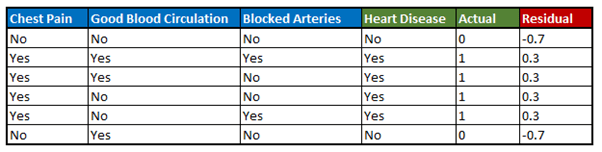 Chest Pain Good Blood Circulation Blocked Arteries Heart Disease Actual Residual
No No No No 0 -0.7
Yes Yes Yes Yes 1 0.3
Yes Yes No Yes 1 0.3
Yes No No Yes 1 0.3
Yes No Yes Yes 1 0.3
No Yes No No 0 -0.7